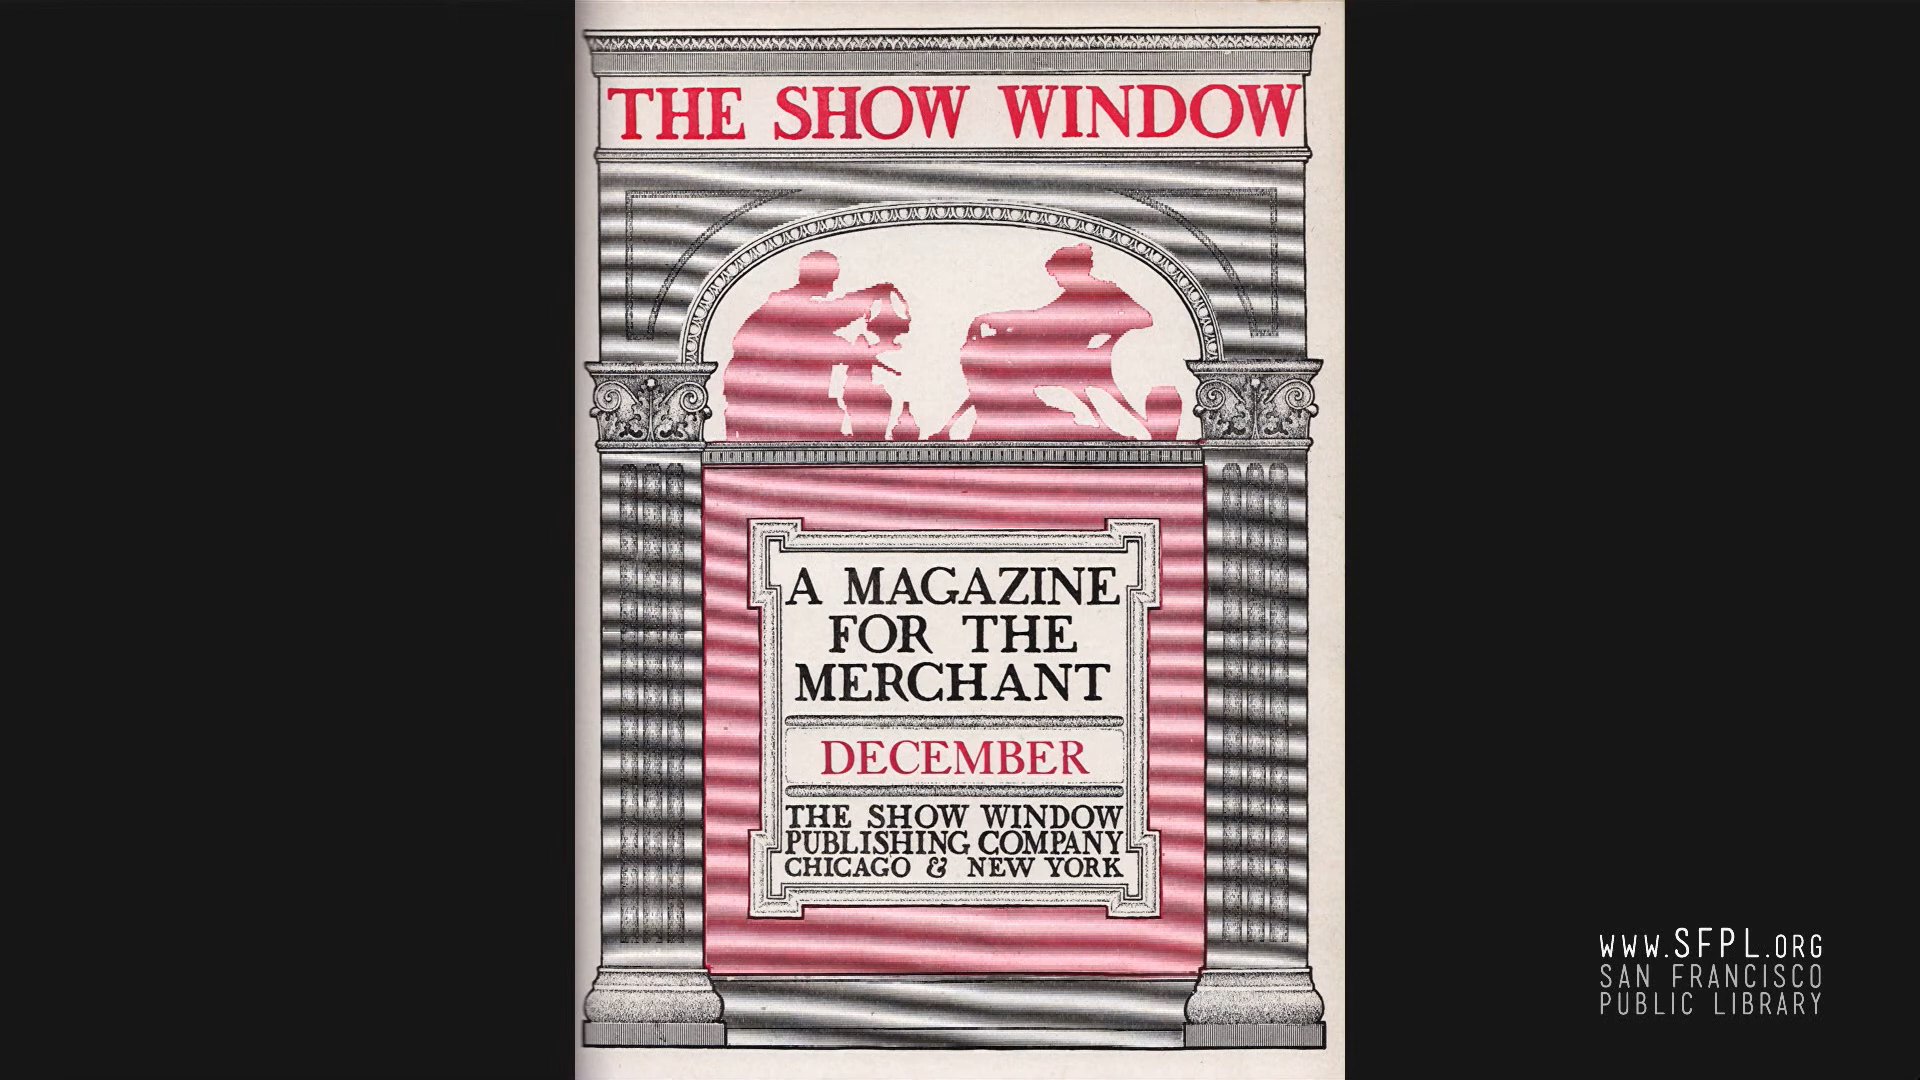 THE SHOW WINDOW
A MAGAZINE
FOR THE
MERCHANT
DECEMBER
THE SHOW WINDOW
PUBLISHING COMPANY
CHICAGO & NEW YORK
WWW.SFPL.ORG
SAN FRANCISCO
PUBLIC LIBRARY